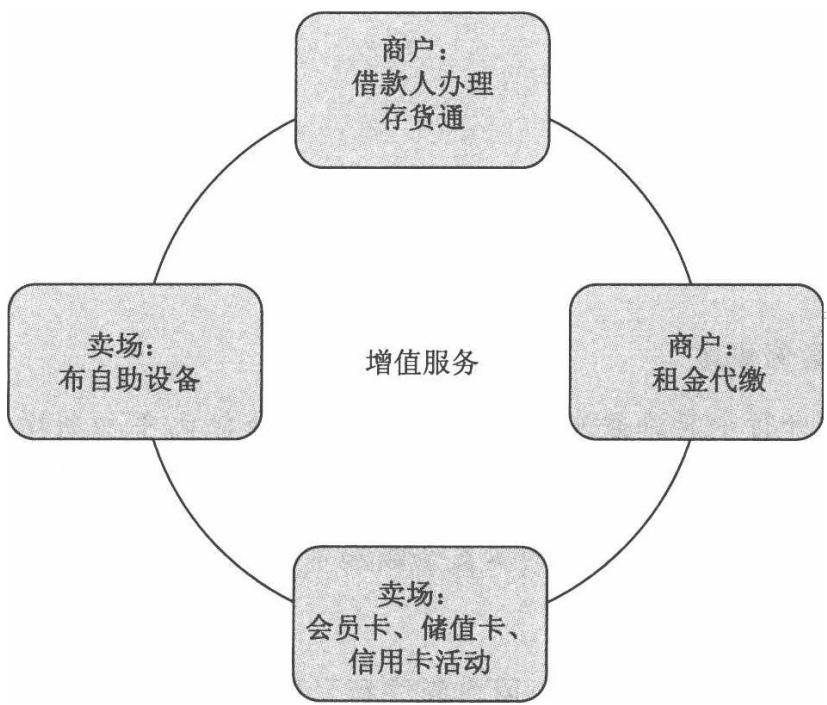 商户：
借款人办理
存货通
卖场：
布自助设备
增值服务
商户：
租金代缴
卖场：
会员卡、储值卡、
信用卡活动